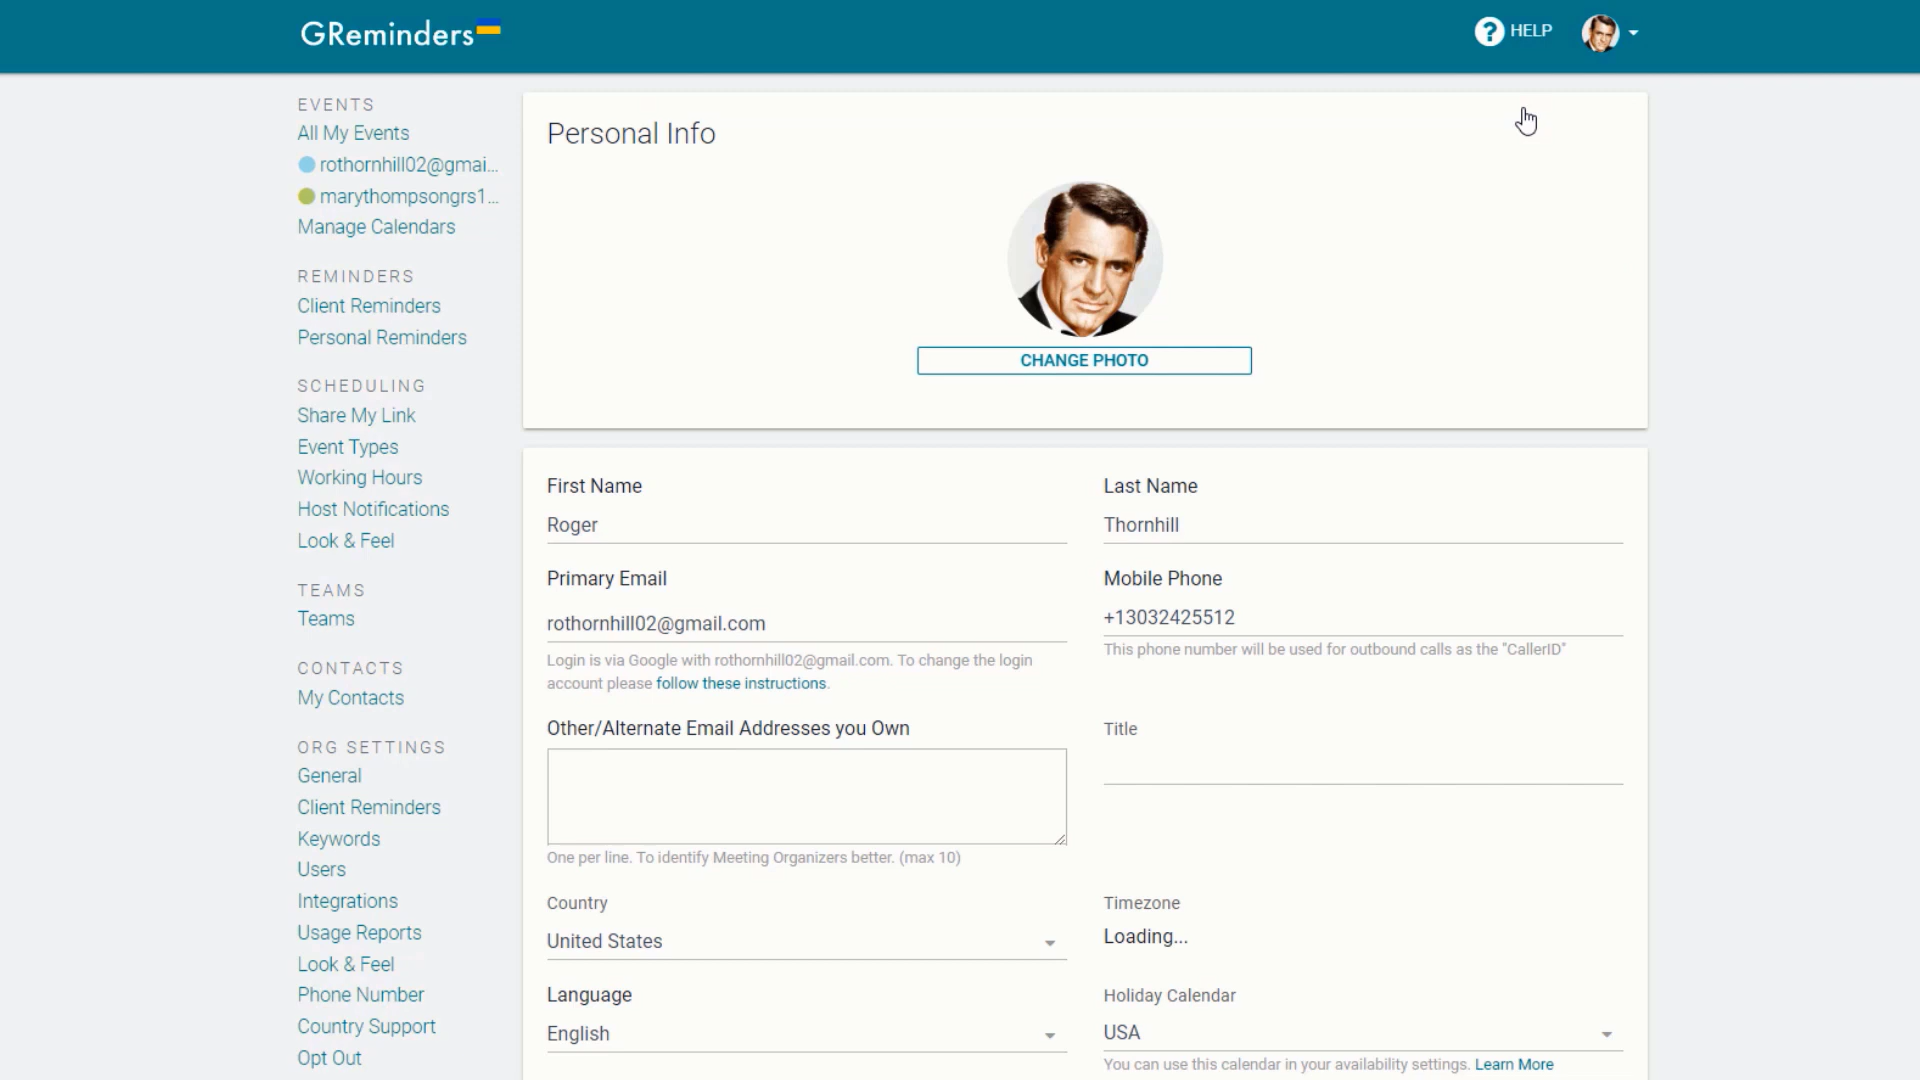 GReminders
HELP
EVENTS
All My Events
rothornhill02@gmai...
marythompsongrs1...
Manage Calendars
REMINDERS
Client Reminders
Personal Reminders
SCHEDULING
Share My Link
Event Types
Working Hours
Host Notifications
Look & Feel
TEAMS
Teams
CONTACTS
My Contacts
ORG SETTINGS
General
Client Reminders
Keywords
Users
Integrations
Usage Reports
Look & Feel
Phone Number
Country Support
Opt Out
Personal Info
CHANGE PHOTO
First Name
Roger
Last Name
Thornhill
Primary Email
rothornhill02@gmail.com
Login is via Google with rothornhill02@gmail.com. To change the login
account please follow these instructions.
Mobile Phone
+13032425512
This phone number will be used for outbound calls as the "CallerID"
Other/Alternate Email Addresses you Own
One per line. To identify Meeting Organizers better. (max 10)
Title
Country
United States
Timezone
Loading...
Language
English
Holiday Calendar
USA
You can use this calendar in your availability settings. Learn More